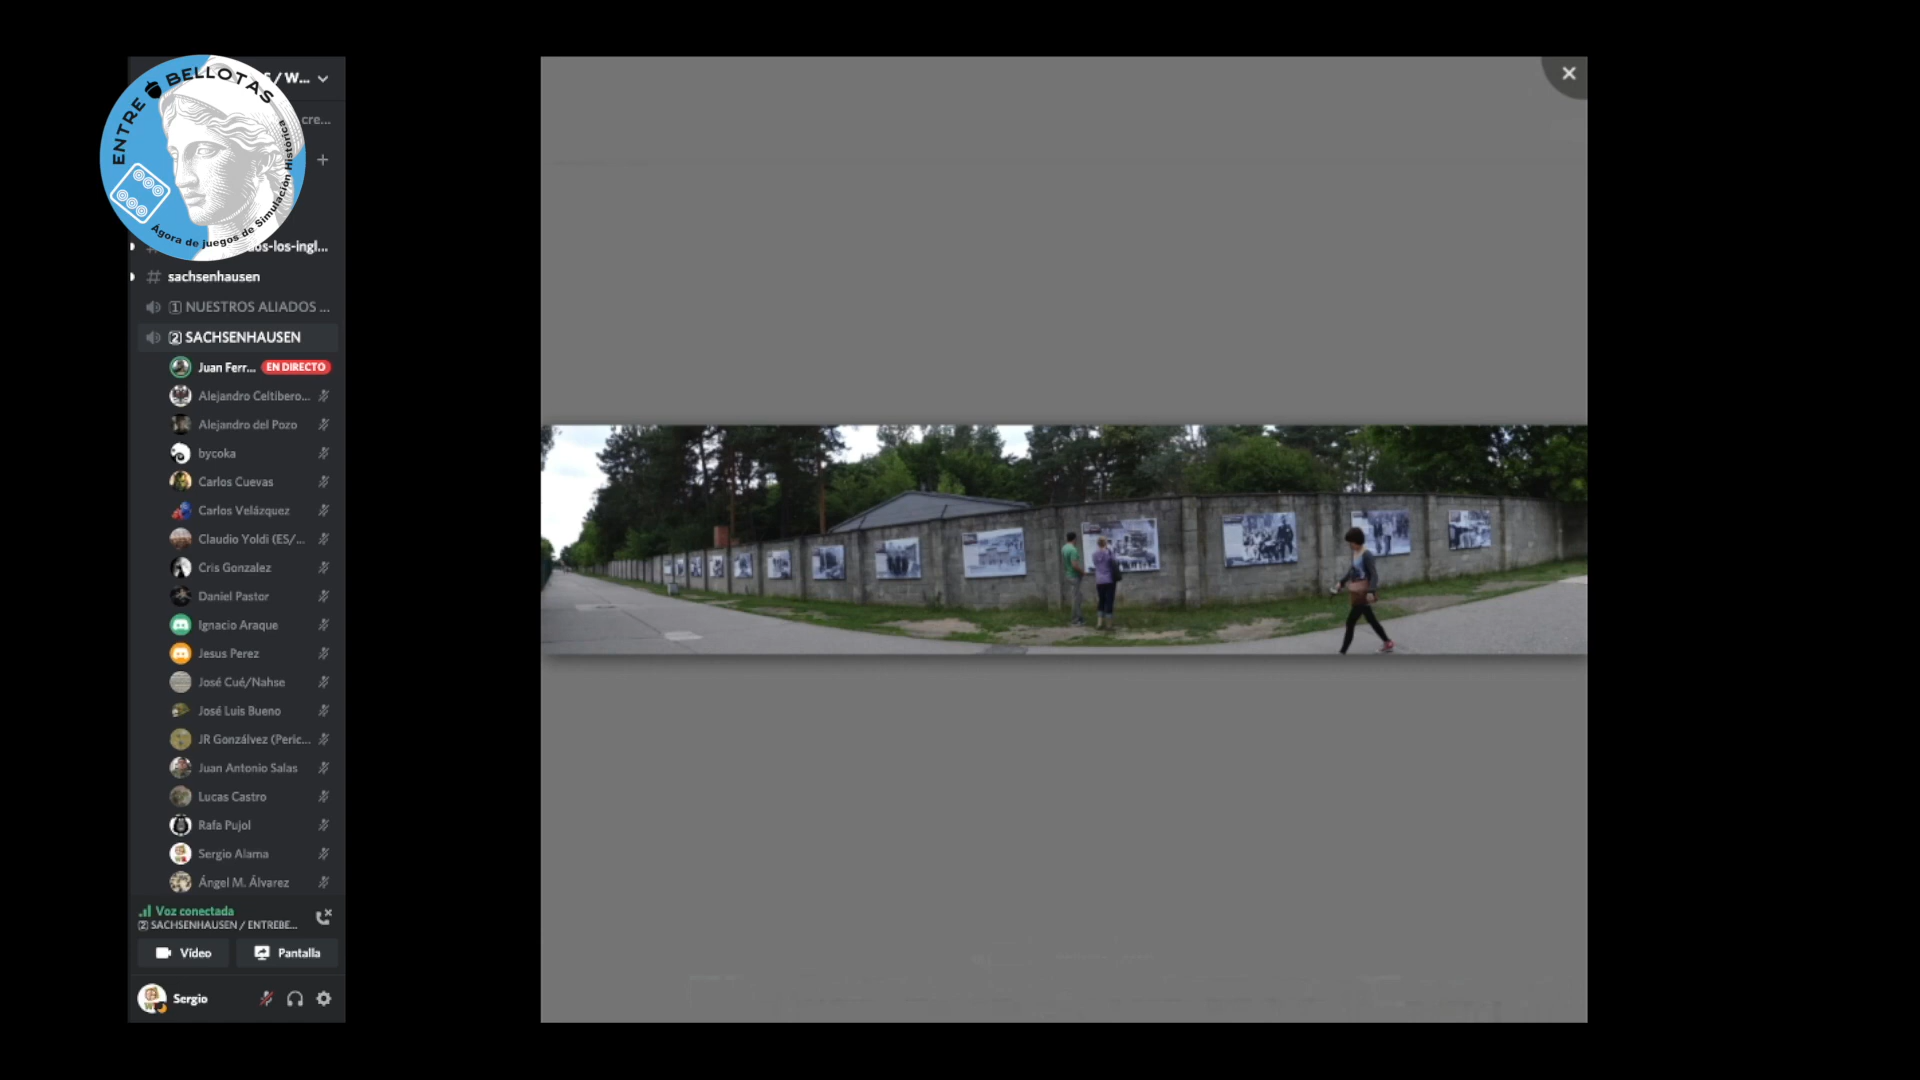 ENTRE BELLOTAS
Ágora de juegos de Simulación Histórica
/ W...
cre...
os-los-ingl...
# sachsenhausen
1 NUESTROS ALIADOS ...
2 SACHSENHAUSEN
Juan Ferr... EN DIRECTO
Alejandro Celtíbero...
Alejandro del Pozo
bycoka
Carlos Cuevas
Carlos Velázquez
Claudio Yoldi (ES/...
Cris Gonzalez
Daniel Pastor
Ignacio Araque
Jesus Perez
José Cué/Nahse
José Luis Bueno
JR Gonzálvez (Peric...
Juan Antonio Salas
Lucas Castro
Rafa Pujol
Sergio Alama
Ángel M. Álvarez
Voz conectada
2 SACHSENHAUSEN / ENTREBE...
Vídeo Pantalla
Sergio